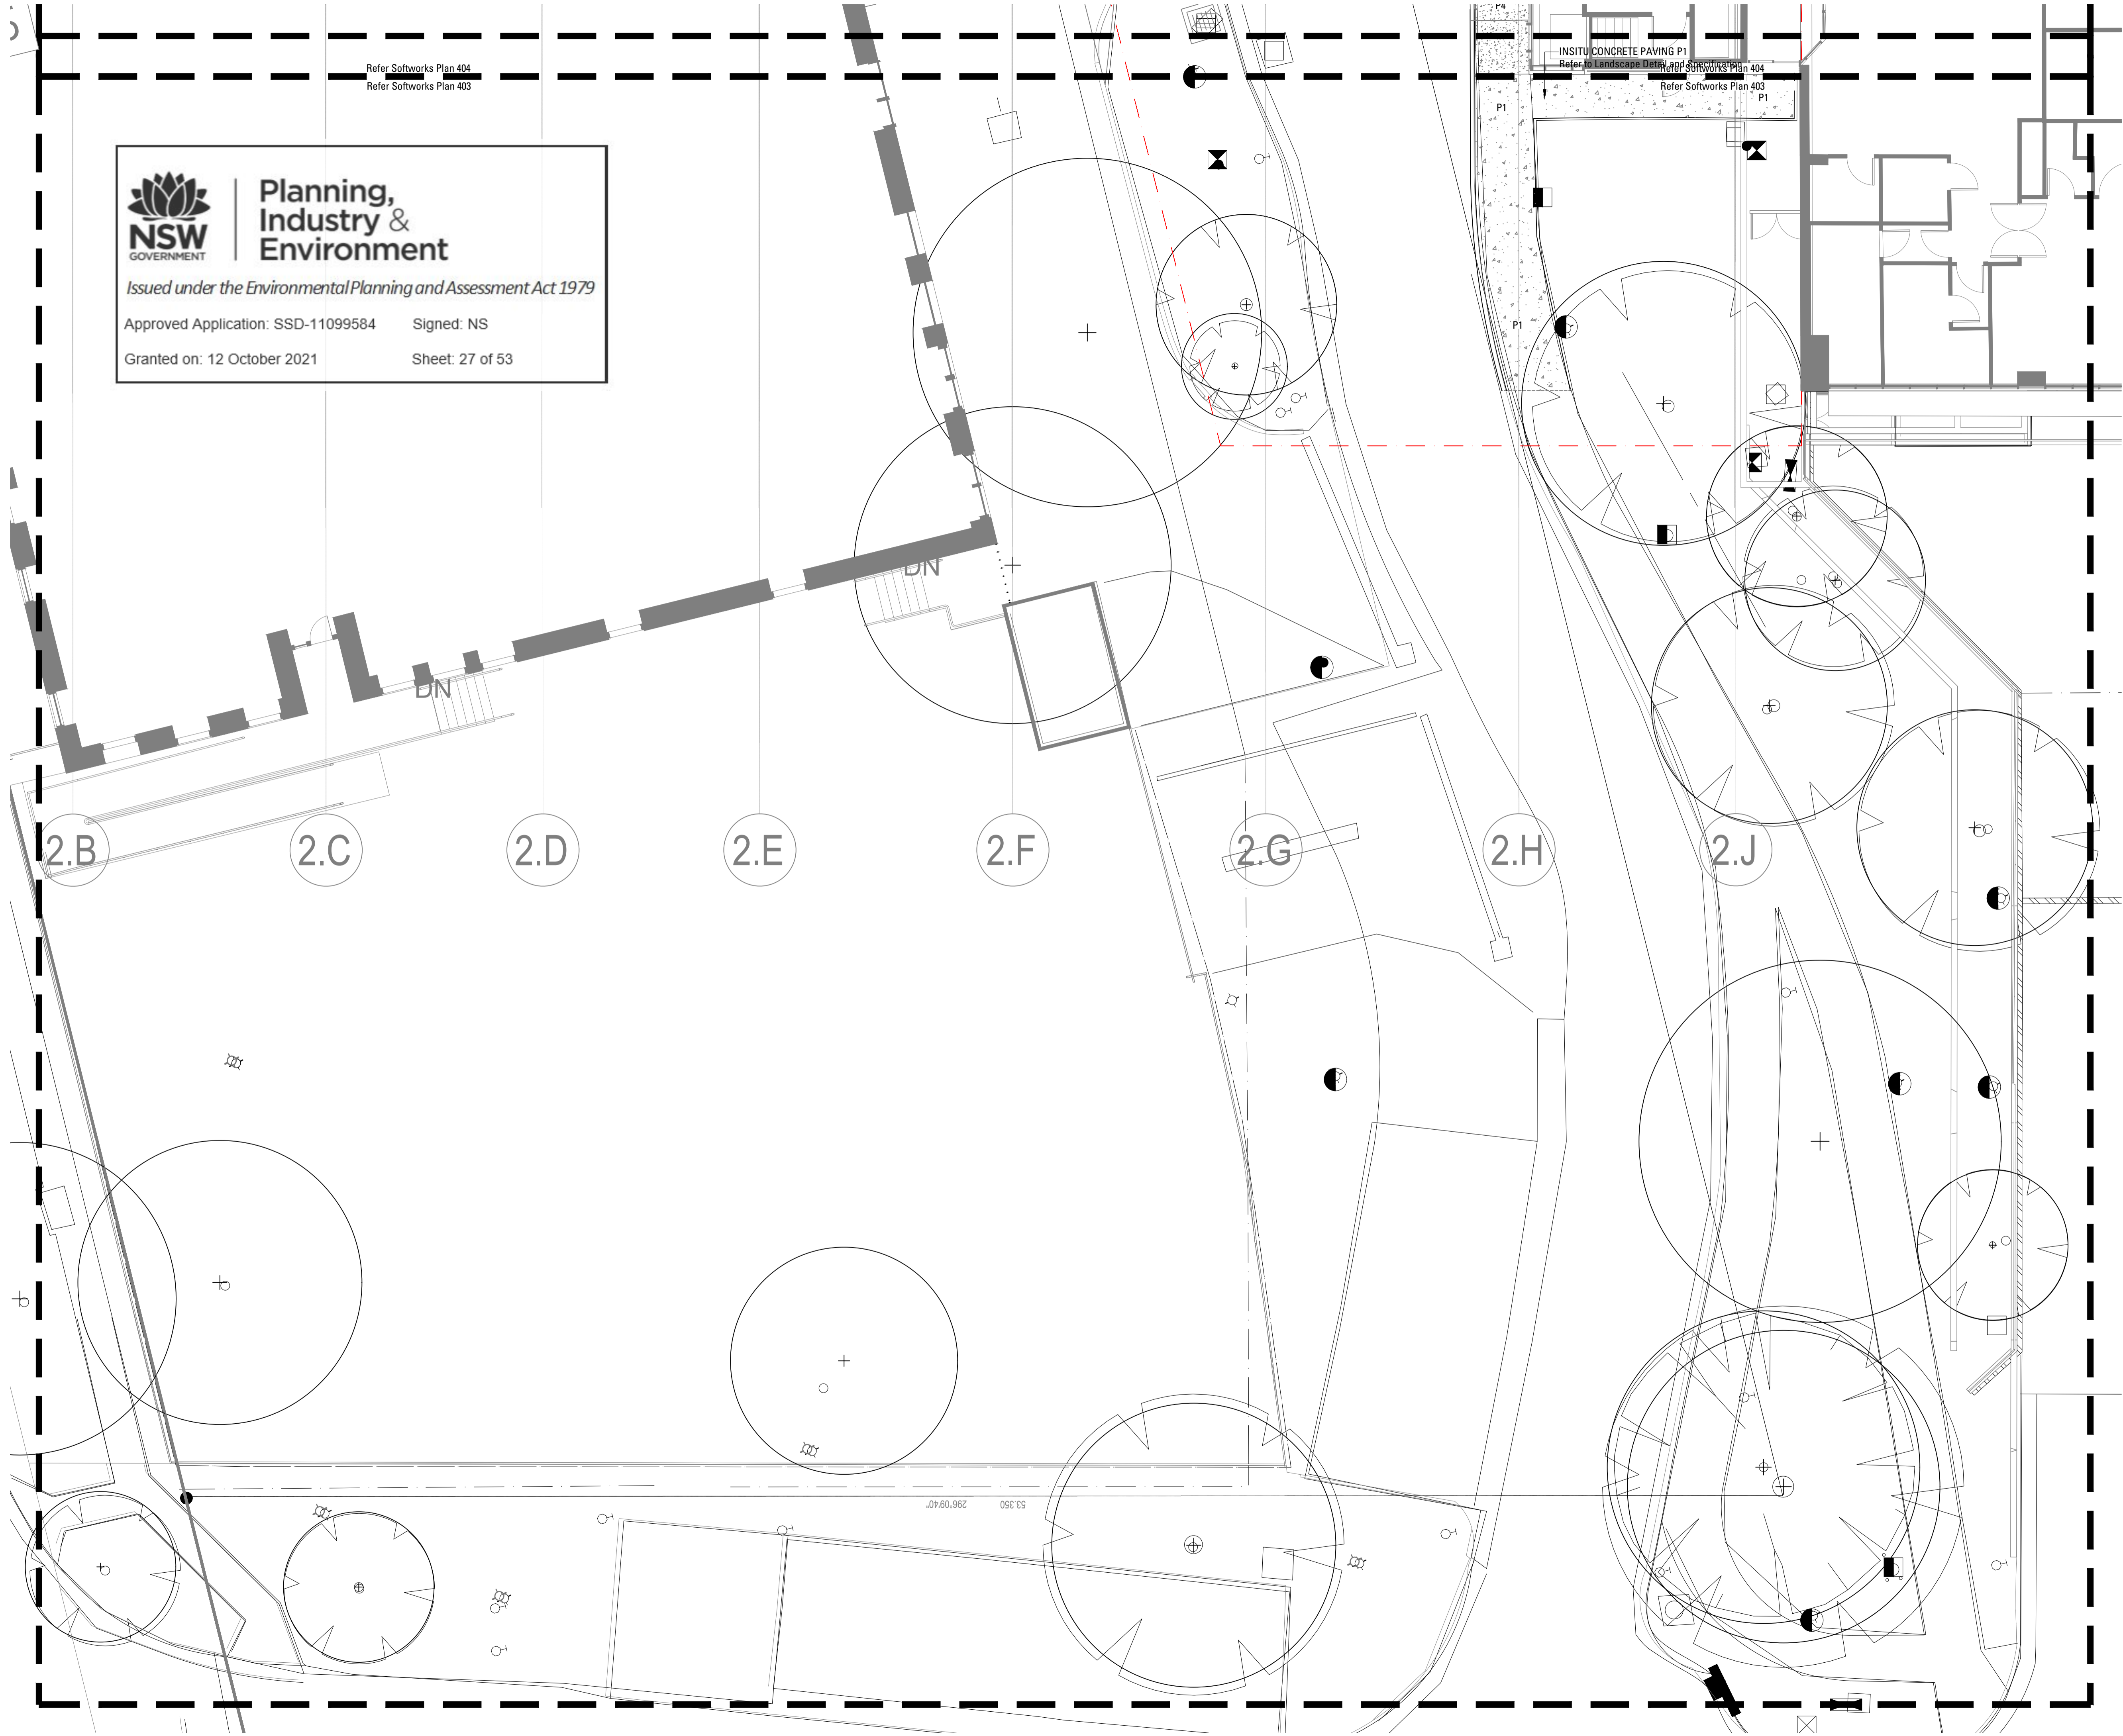 P4
INSITU CONCRETE PAVING P1
Refer to Landscape Detail and Specification
Refer Softworks Plan 404
Refer Softworks Plan 403
Refer Softworks Plan 404
Refer Softworks Plan 403
P1
P1
P1
NSW
GOVERNMENT
Planning,
Industry &
Environment
Issued under the Environmental Planning and Assessment Act 1979
Approved Application: SSD-11099584 Signed: NS
Granted on: 12 October 2021 Sheet: 27 of 53
DN
DN
2.B 2.C 2.D 2.E 2.F 2.G 2.H 2.J
296°09'40" 53.350